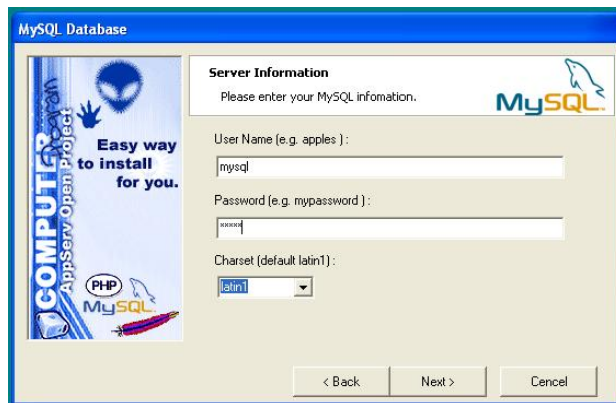 MySQL Database
COMPUTER
Program
AppServ Open Project
Easy way
to install
for you.
PHP
MySQL
Server Information
Please enter your MySQL infomation.
MySQL
User Name (e.g. apples ) :
mysql
Password (e.g. mypassword ) :
*****
Charset (default latin1) :
latin1
< Back
Next >
Cencel